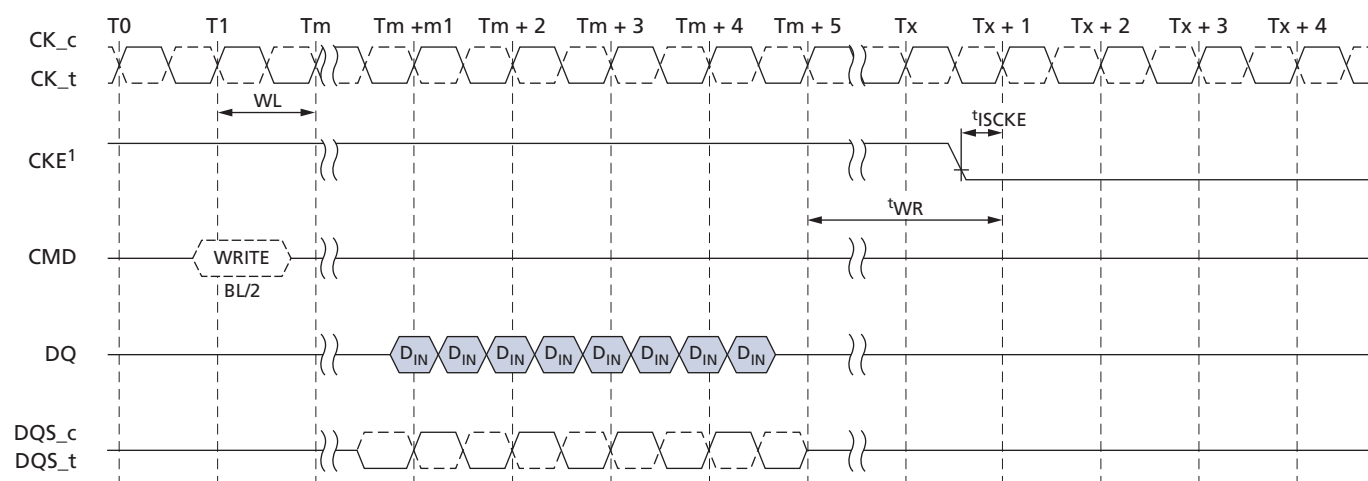 T0 T1 Tm Tm +m1 Tm + 2 Tm + 3 Tm + 4 Tm + 5 Tx Tx + 1 Tx + 2 Tx + 3 Tx + 4
CK_c
CK_t
WL
tISCKE
CKE1
tWR
CMD WRITE
BL/2
DQ DIN DIN DIN DIN DIN DIN DIN DIN
DQS_c
DQS_t